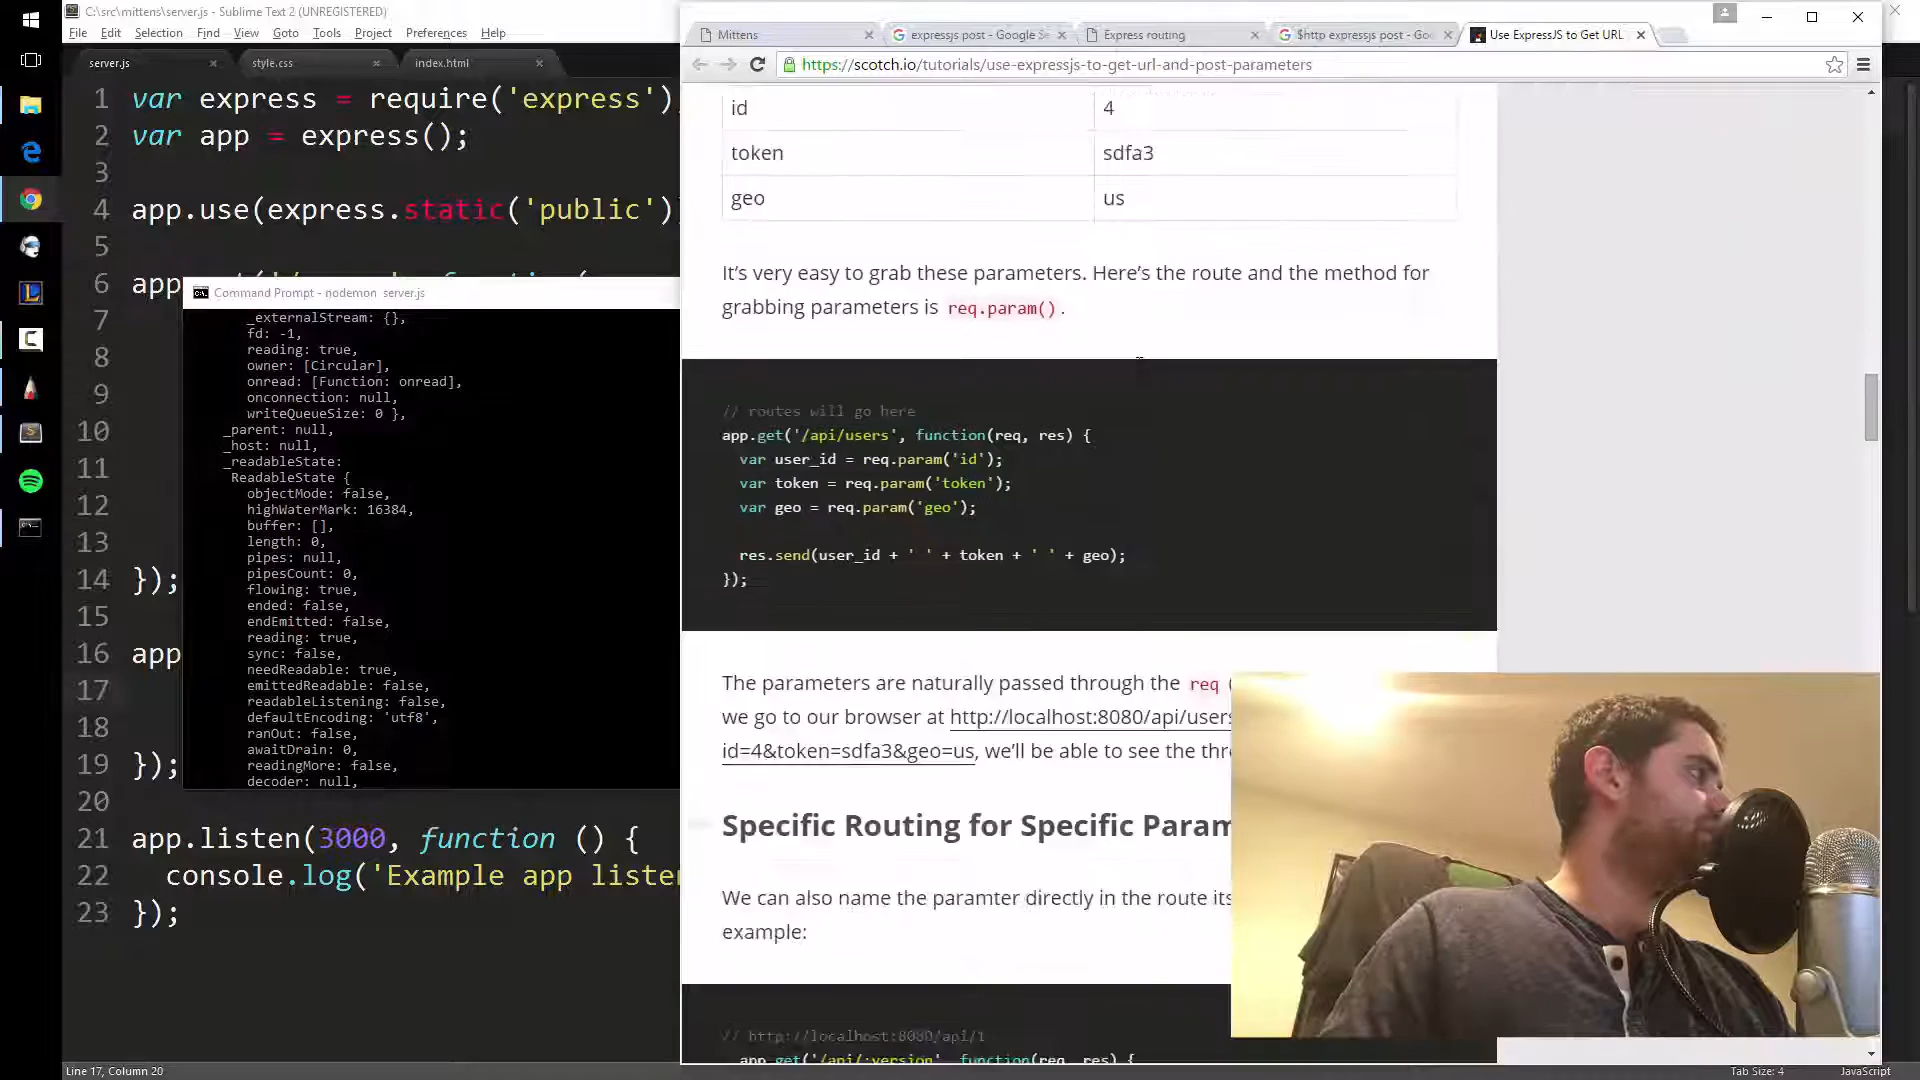 C:\src\mittens\server.js - Sublime Text 2 (UNREGISTERED)
File Edit Selection Find View Goto Tools Project Preferences Help
server.js
style.css
index.html
1 var express = require('express')
2 var app = express();
3
4 app.use(express.static('public')
5
6 app
7
8
9
10
11
12
13
14 });
15
16 app
17
18
19 });
20
21 app.listen(3000, function () {
22 console.log('Example app listen
23 });
Line 17, Column 20
Tab Size: 4
JavaScript
Command Prompt - nodemon server.js
_externalStream: {},
fd: -1,
reading: true,
owner: [Circular],
onread: [Function: onread],
onconnection: null,
writeQueueSize: 0 },
_parent: null,
_host: null,
_readableState:
ReadableState {
objectMode: false,
highWaterMark: 16384,
buffer: [],
length: 0,
pipes: null,
pipesCount: 0,
flowing: true,
ended: false,
endEmitted: false,
reading: true,
sync: false,
needReadable: true,
emittedReadable: false,
readableListening: false,
defaultEncoding: 'utf8',
ranOut: false,
awaitDrain: 0,
readingMore: false,
decoder: null,
Mittens
expressjs post - Google Se
Express routing
$http expressjs post - Goo
Use ExpressJS to Get URL
https://scotch.io/tutorials/use-expressjs-to-get-url-and-post-parameters
id 4
token sdfa3
geo us
It's very easy to grab these parameters. Here's the route and the method for
grabbing parameters is req.param().
// routes will go here
app.get('/api/users', function(req, res) {
var user_id = req.param('id');
var token = req.param('token');
var geo = req.param('geo');
res.send(user_id + ' ' + token + ' ' + geo);
});
The parameters are naturally passed through the req (
we go to our browser at http://localhost:8080/api/users
id=4&token=sdfa3&geo=us, we'll be able to see the thre
Specific Routing for Specific Param
We can also name the paramter directly in the route its
example:
// http://localhost:8080/api/1
app.get('/api/:version', function(req, res) {